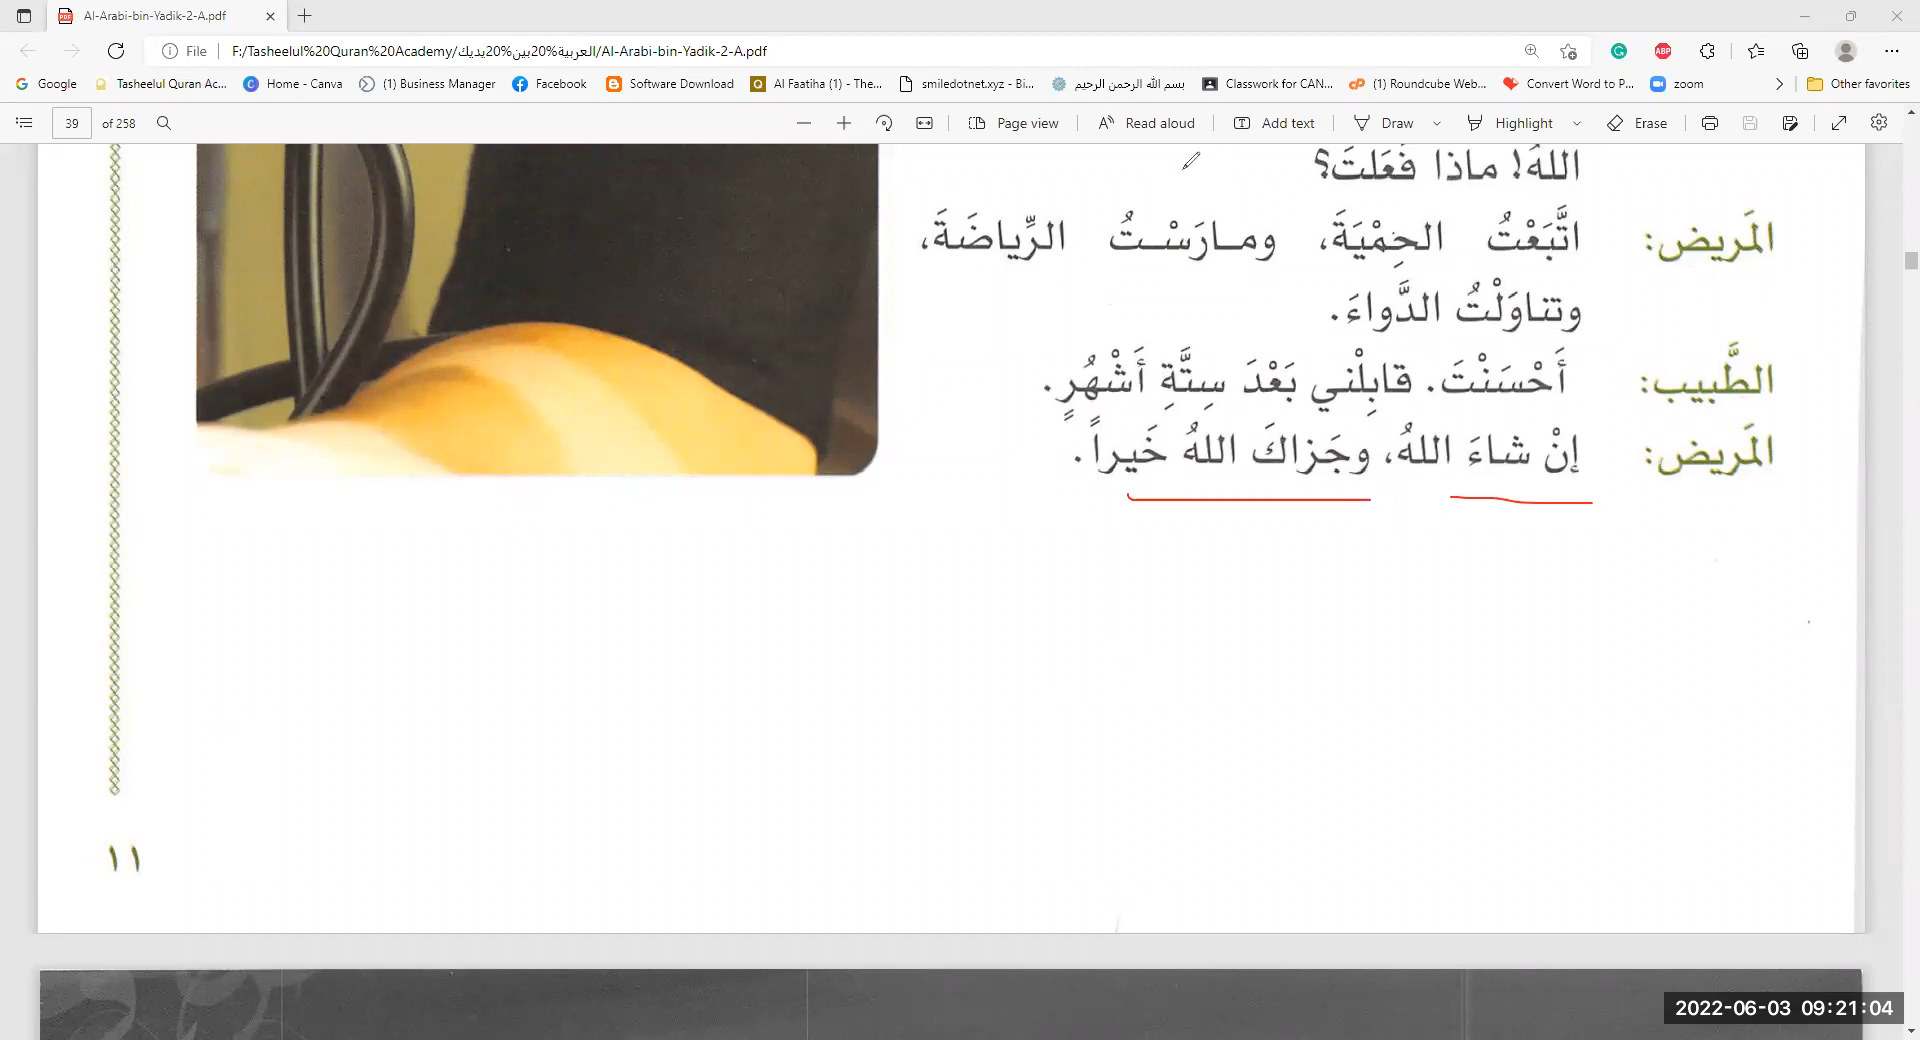 Al-Arabi-bin-Yadik-2-A.pdf
File F:/Tasheelul%20Quran%20Academy/العربية%20بين%20يديك/Al-Arabi-bin-Yadik-2-A.pdf
Google Tasheelul Quran Ac... Home - Canva (1) Business Manager Facebook Software Download Al Faatiha (1) - The... smiledotnet.xyz - Bi... بسم الله الرحمن الرحيم Classwork for CAN... (1) Roundcube Web... Convert Word to P... zoom Other favorites
39 of 258 Page view Read aloud Add text Draw Highlight Erase
اللهُ! ماذا فَعَلتَ؟
المَريض: اتَّبَعْتُ الحِمْيَةَ، ومـارَسْـتُ الرِّياضَـةَ،
وتناوَلْتُ الدَّواءَ.
الطَّبيب: أَحْسَنْتَ. قابِلْني بَعْدَ سِتَّةِ أَشْهُرٍ.
المَريض: إنْ شاءَ اللهُ، وجَزاكَ اللهُ خَيراً.
١١
2022-06-03 09:21:04